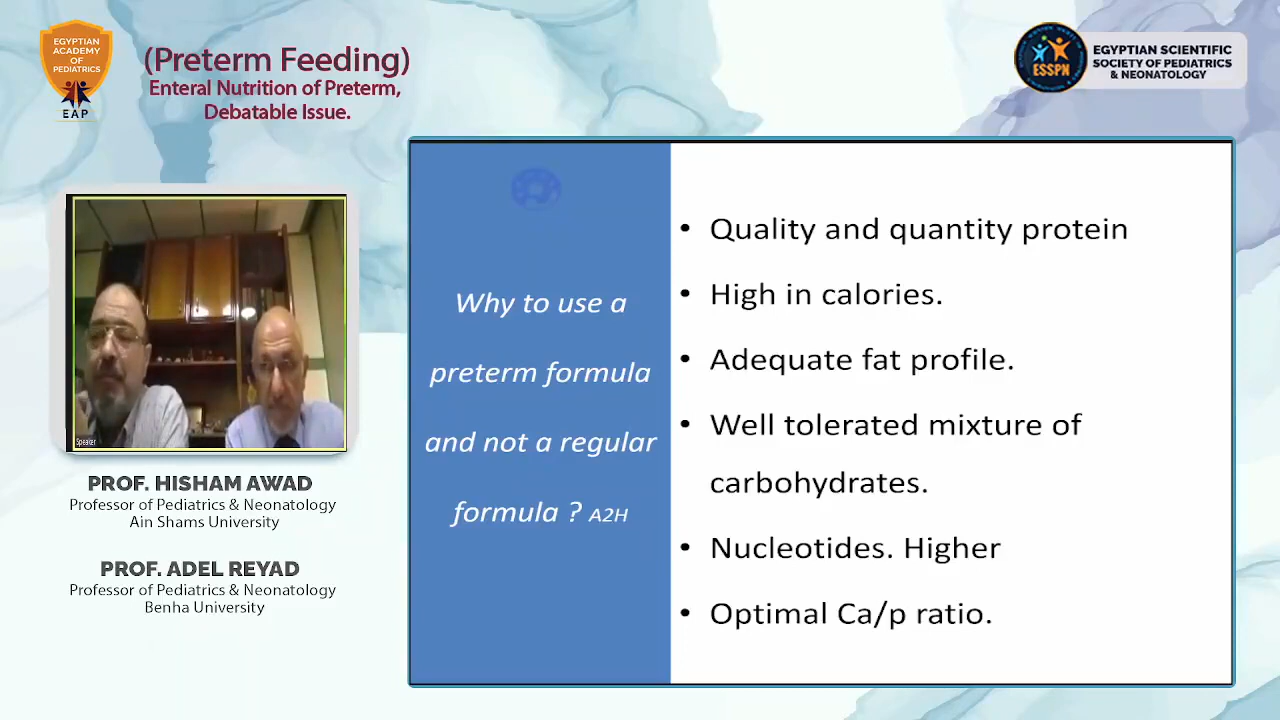 EGYPTIAN
ACADEMY
OF
PEDIATRICS
EAP
(Preterm Feeding)
Enteral Nutrition of Preterm,
Debatable Issue.
ESSPN
EGYPTIAN SCIENTIFIC
SOCIETY OF PEDIATRICS
& NEONATOLOGY
Speaker
PROF. HISHAM AWAD
Professor of Pediatrics & Neonatology
Ain Shams University
PROF. ADEL REYAD
Professor of Pediatrics & Neonatology
Benha University
Why to use a
preterm formula
and not a regular
formula ? A2H
• Quality and quantity protein
• High in calories.
• Adequate fat profile.
• Well tolerated mixture of
carbohydrates.
• Nucleotides. Higher
• Optimal Ca/p ratio.